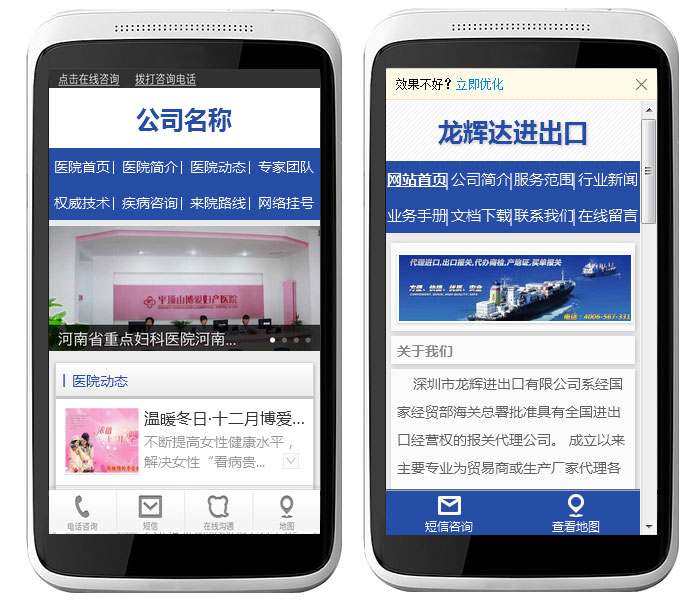 点击在线咨询 拨打咨询电话
公司名称
医院首页| 医院简介| 医院动态| 专家团队
权威技术| 疾病咨询| 来院路线| 网络挂号
平顶山博爱妇产医院
河南省重点妇科医院河南...
医院动态
温暖冬日·十二月博爱...
不断提高女性健康水平，
解决女性“看病贵...
电话咨询 短信 在线沟通 地图
效果不好？立即优化
龙辉达进出口
网站首页| 公司简介| 服务范围| 行业新闻
业务手册| 文档下载| 联系我们| 在线留言
代理进口,出口报关,代办商检,产地证,买单报关
方便、快捷、优质、安全
CONVENIENT, QUICK, HIGH QUALITY, SAFE
电话：4006-567-331
关于我们
深圳市龙辉进出口有限公司系经国
家经贸部海关总署批准具有全国进出
口经营权的报关代理公司。 成立以来
主要专业为贸易商或生产厂家代理各
短信咨询 查看地图